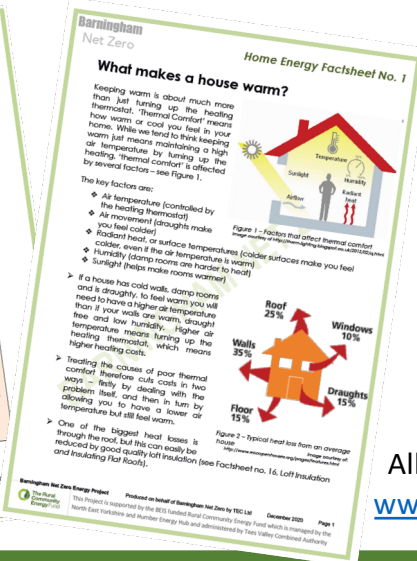 Barningham
Net Zero
Home Energy Factsheet No. 1
What makes a house warm?
Keeping warm is about much more
than just turning up the heating
thermostat. ‘Thermal Comfort’ means
how warm or cool you feel in your
home. While we tend to think keeping
warm just means maintaining a high
air temperature by turning up the
heating, ‘thermal comfort’ is affected
by several factors – see Figure 1.
The key factors are:
❖ Air temperature (controlled by
the heating thermostat)
❖ Air movement (draughts make
you feel colder)
❖ Radiant heat, or surface temperatures (colder surfaces make you feel
colder, even if the air temperature is warm)
❖ Humidity (damp rooms are harder to heat)
❖ Sunlight (helps make rooms warmer)
Temperature
Sunlight
Humidity
Airflow
Radiant
heat
Figure 1 – Factors that affect thermal comfort
➢ If a house has cold walls, damp rooms
and is draughty, to feel warm you will
need to have a higher air temperature
than if your walls are warm, draught
free and low humidity. Higher air
temperature means turning up the
heating thermostat, which means
higher heating costs.
➢ Treating the causes of poor thermal
comfort therefore cuts costs in two
ways – firstly by dealing with the
problem itself, and then in turn by
allowing you to have a lower air
temperature but still feel warm.
➢ One of the biggest heat losses is
through the roof, but this can easily be
reduced by good quality loft insulation (see Factsheet no. 16, Loft Insulation
and Insulating Flat Roofs).
Roof
25%
Windows
10%
Walls
35%
Draughts
15%
Floor
15%
Figure 2 – Typical heat loss from an average
house
Image courtesy of:
Barningham Net Zero Energy Project
Produced on behalf of Barningham Net Zero by TEC Ltd
December 2020
Page 1
The Rural
Community
Energy Fund
This Project is supported by the BEIS funded Rural Community Energy Fund which is managed by the
North East Yorkshire and Humber Energy Hub and administered by Tees Valley Combined Authority
All
ww